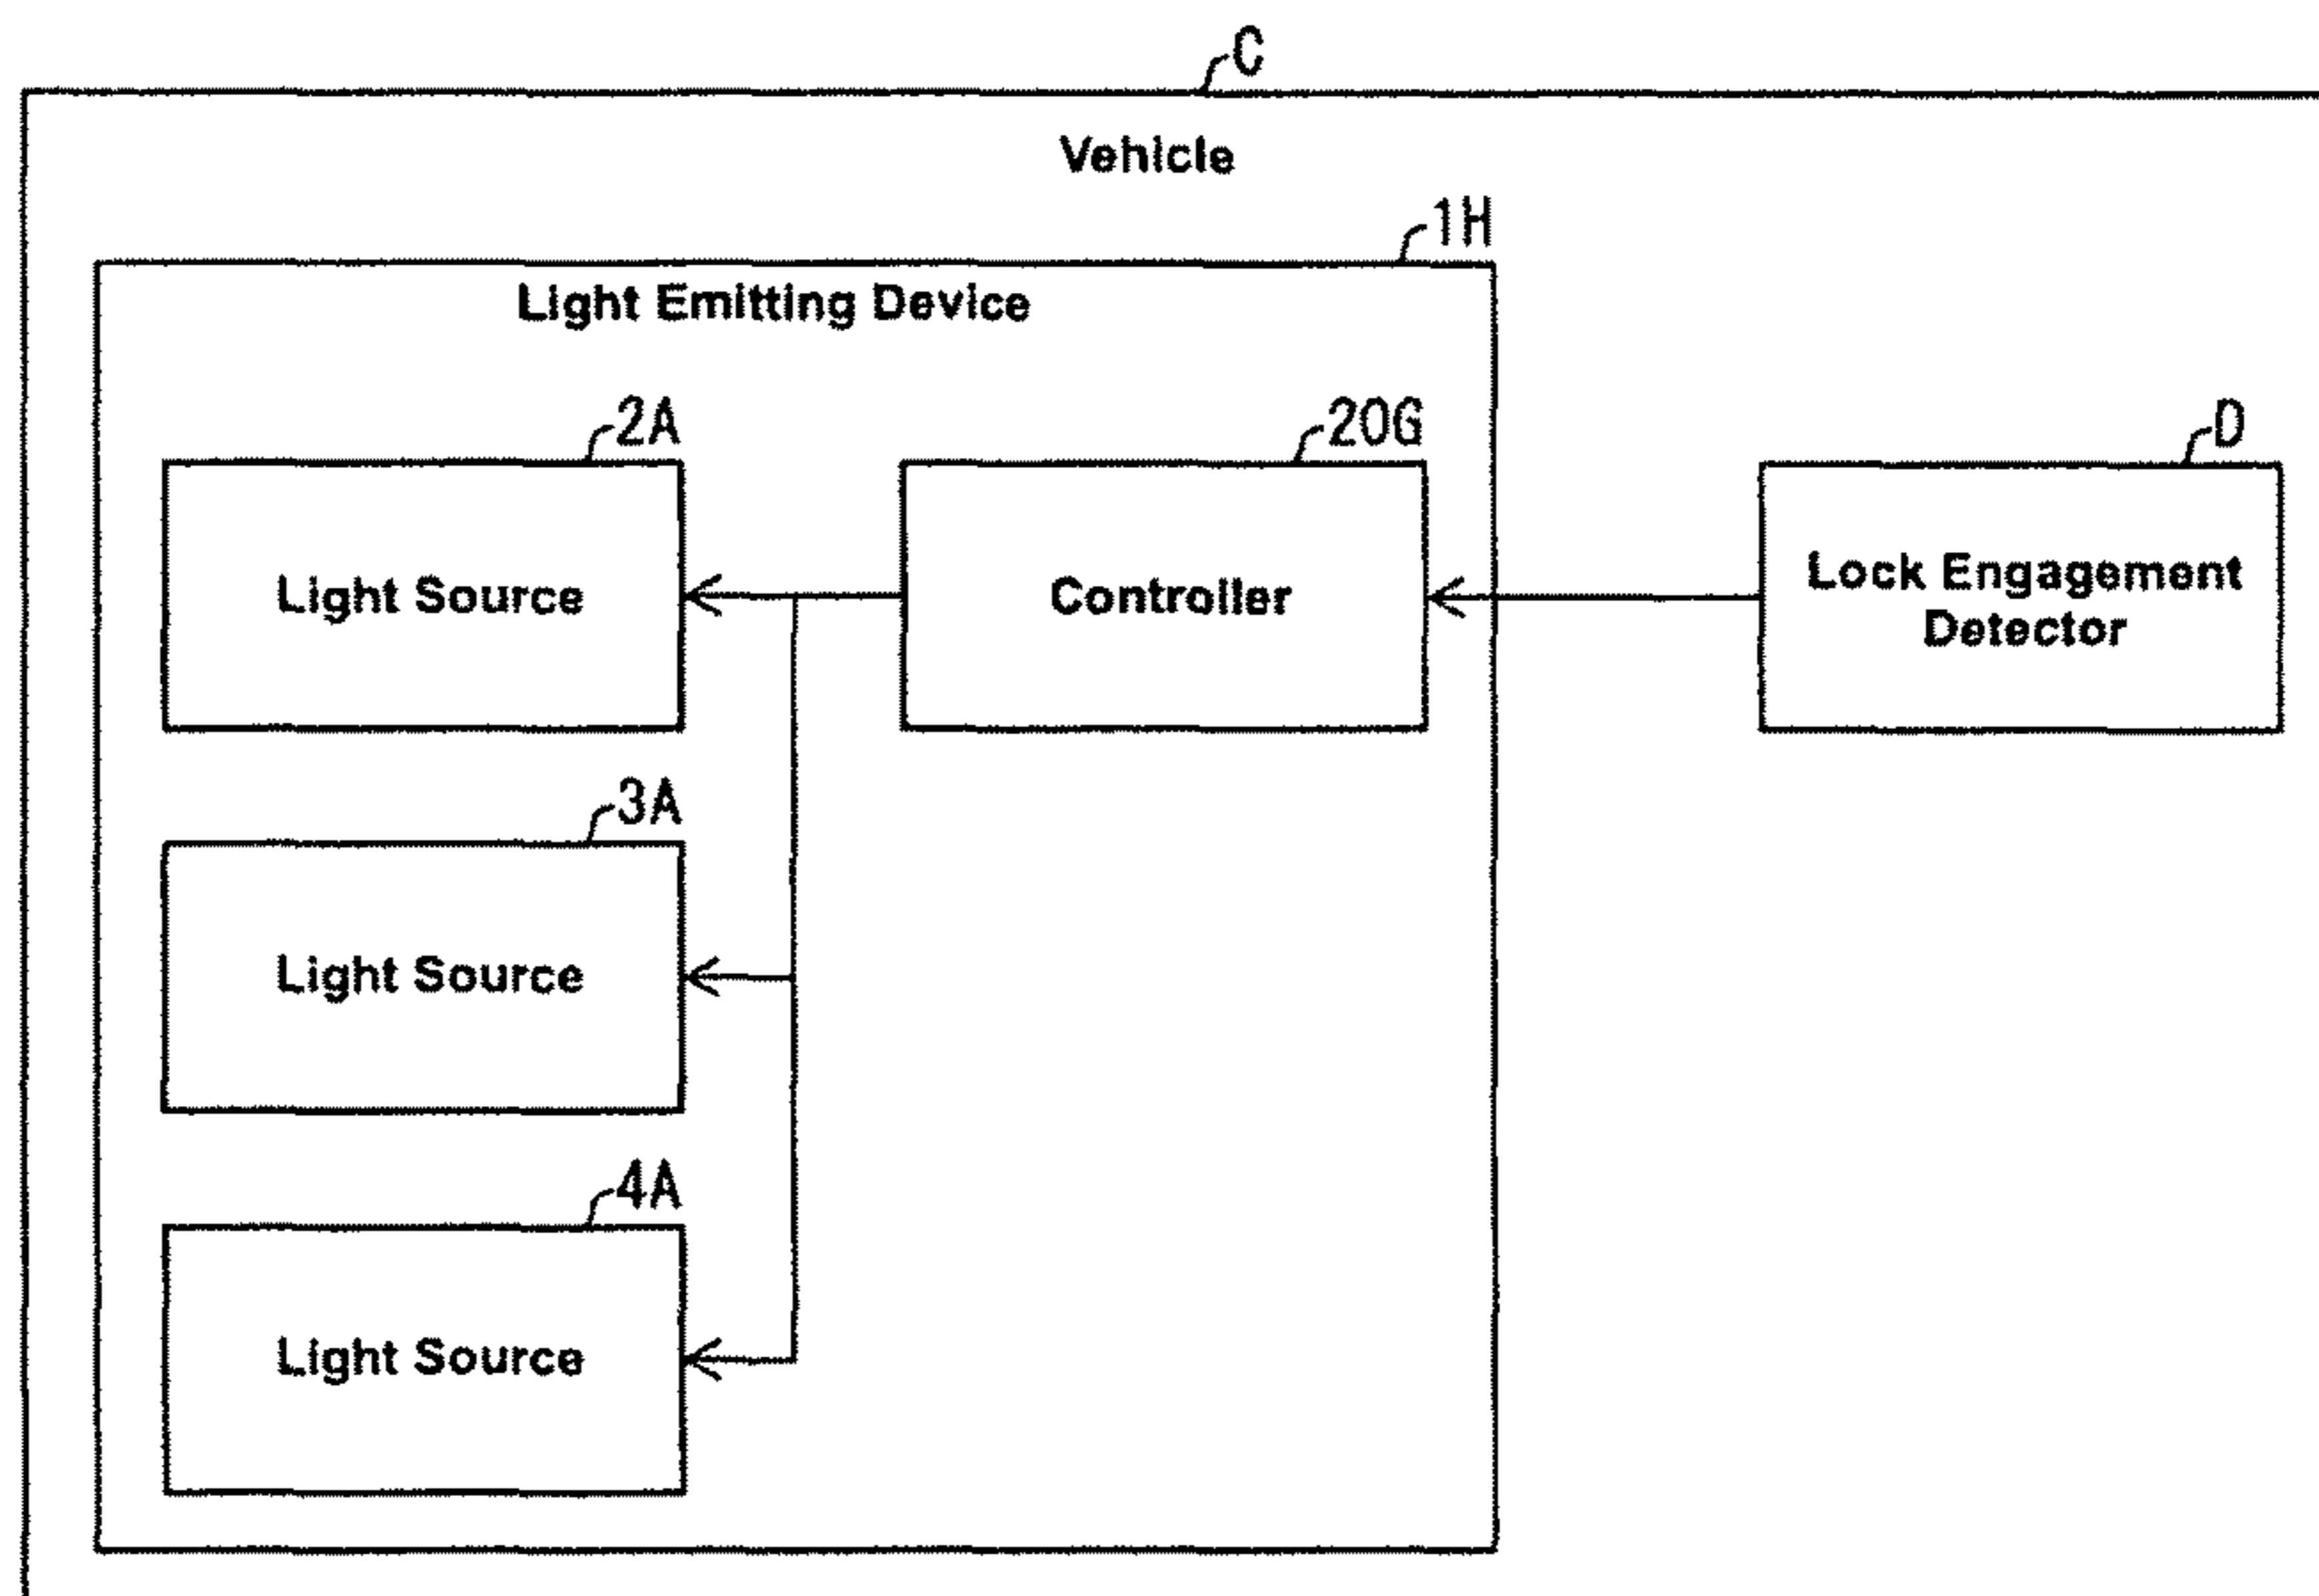 C
Vehicle
1H
Light Emitting Device
2A
20G
D
Light Source
Controller
Lock Engagement
Detector
3A
Light Source
4A
Light Source